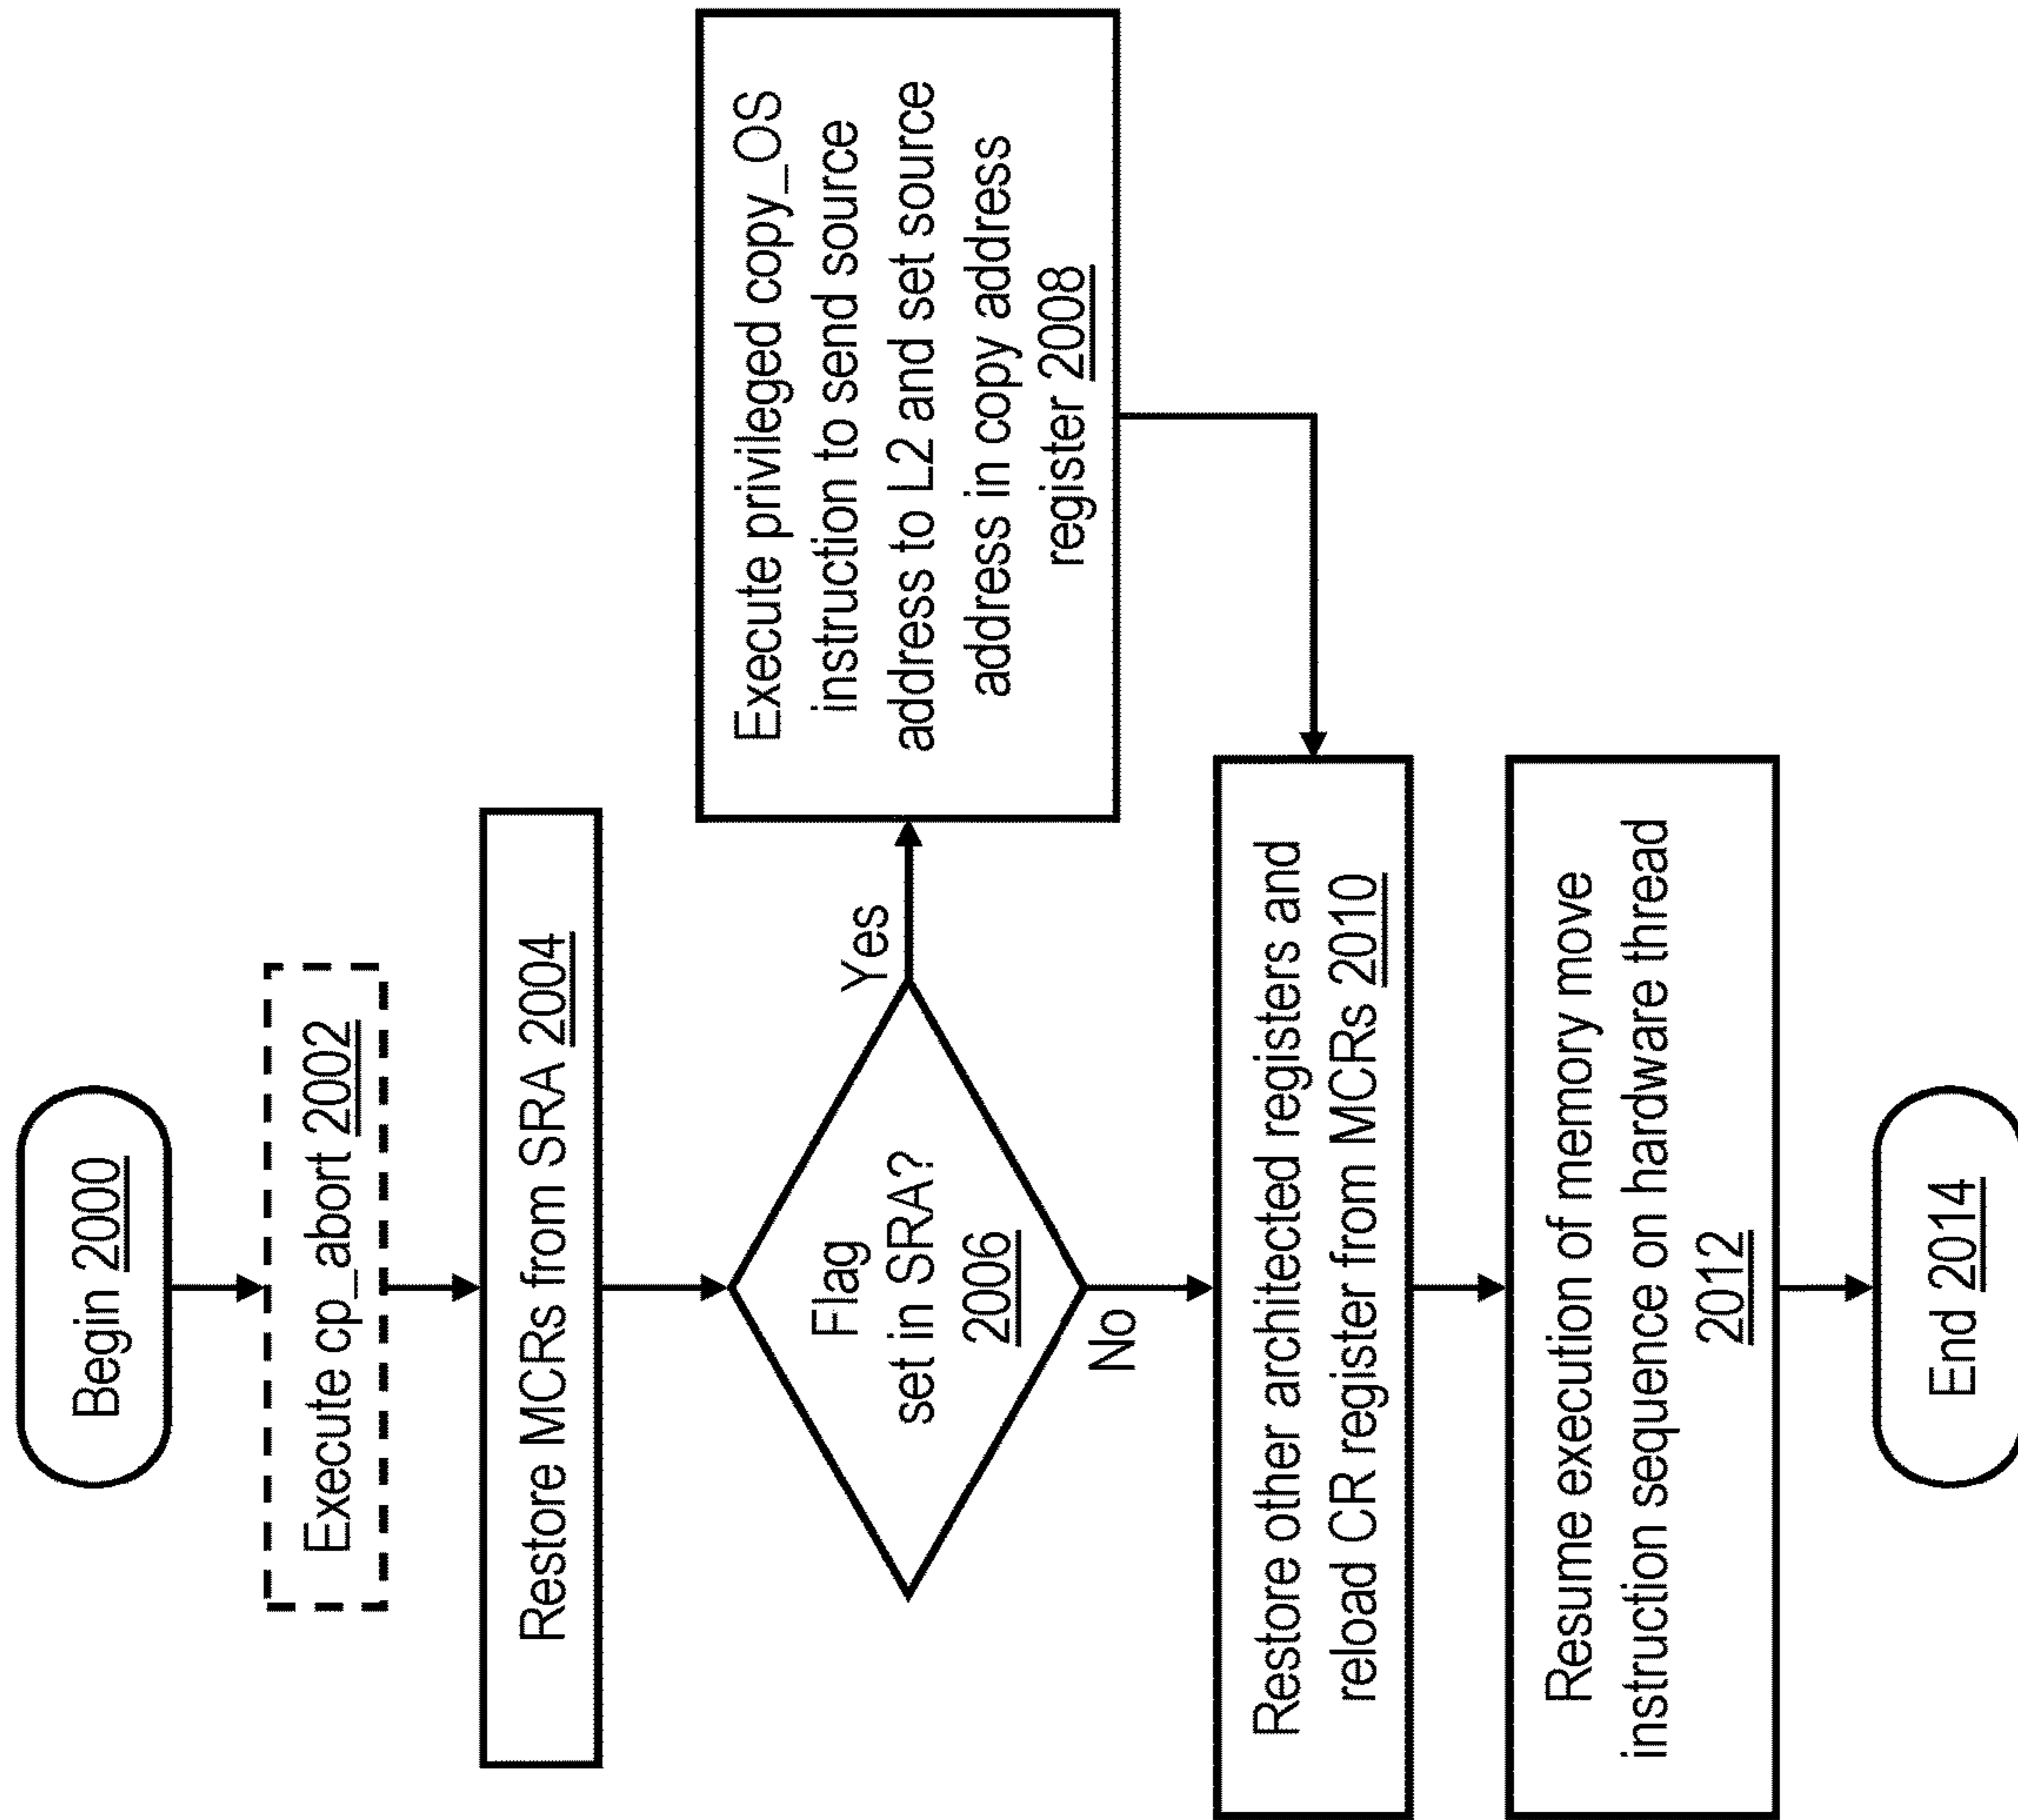 Begin 2000
Execute cp_abort 2002
Restore MCRs from SRA 2004
Flag
set in SRA?
2006
Yes
No
Execute privileged copy_OS
instruction to send source
address to L2 and set source
address in copy address
register 2008
Restore other architected registers and
reload CR register from MCRs 2010
Resume execution of memory move
instruction sequence on hardware thread
2012
End 2014